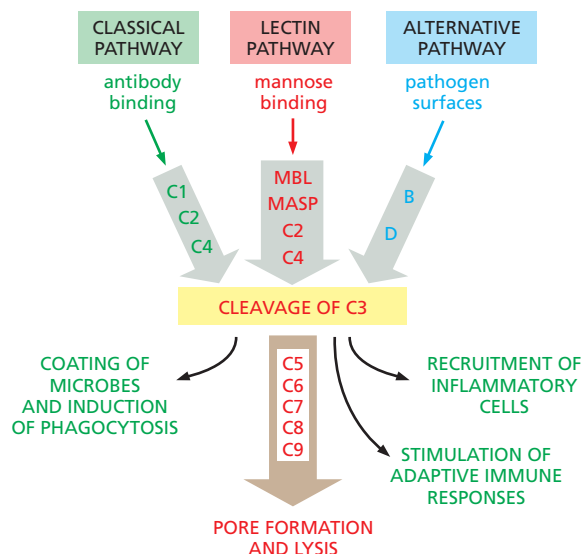 CLASSICAL
PATHWAY
LECTIN
PATHWAY
ALTERNATIVE
PATHWAY
antibody
binding
mannose
binding
pathogen
surfaces
C1
C2
C4
MBL
MASP
C2
C4
B
D
CLEAVAGE OF C3
COATING OF
MICROBES
AND INDUCTION
OF PHAGOCYTOSIS
C5
C6
C7
C8
C9
RECRUITMENT OF
INFLAMMATORY
CELLS
STIMULATION OF
ADAPTIVE IMMUNE
RESPONSES
PORE FORMATION
AND LYSIS